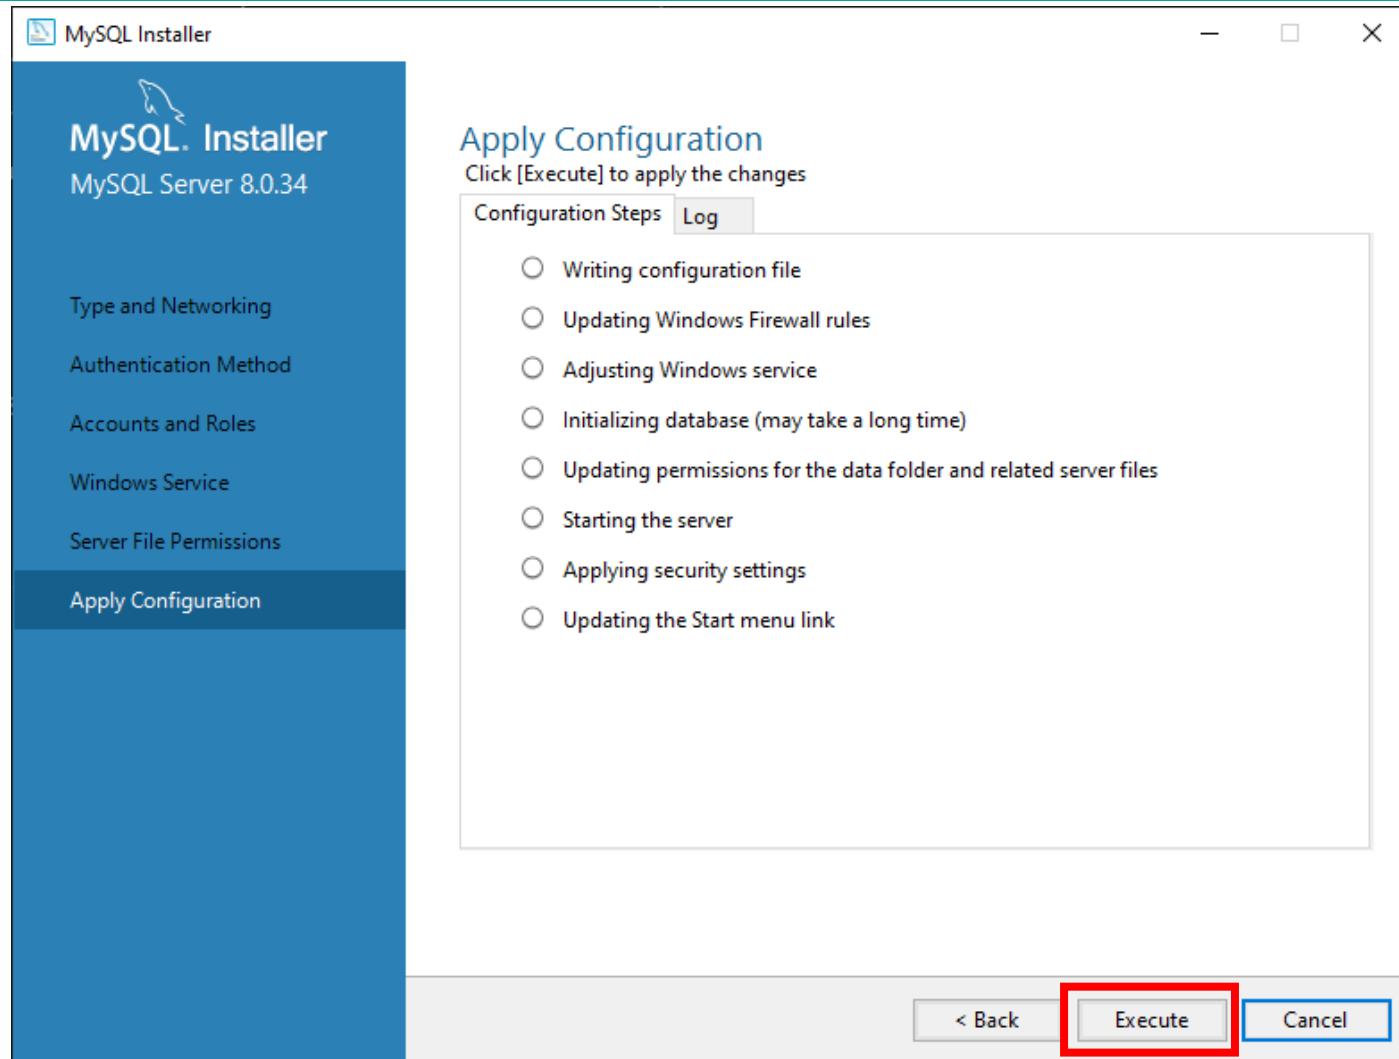 MySQL Installer
MySQL. Installer
MySQL Server 8.0.34
Type and Networking
Authentication Method
Accounts and Roles
Windows Service
Server File Permissions
Apply Configuration
Apply Configuration
Click [Execute] to apply the changes
Configuration Steps
Log
Writing configuration file
Updating Windows Firewall rules
Adjusting Windows service
Initializing database (may take a long time)
Updating permissions for the data folder and related server files
Starting the server
Applying security settings
Updating the Start menu link
< Back
Execute
Cancel